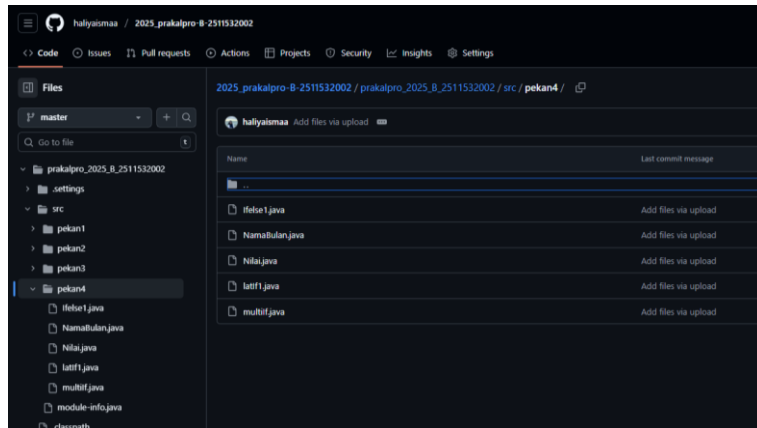 haliyaismaa / 2025_prakalpro-B-2511532002
Code Issues Pull requests Actions Projects Security Insights Settings
Files
master
Go to file t
prakalpro_2025_B_2511532002
.settings
src
pekan1
pekan2
pekan3
pekan4
Ifelse1.java
NamaBulan.java
Nilai.java
latIf1.java
multiIf.java
module-info.java
.classpath
2025_prakalpro-B-2511532002 / prakalpro_2025_B_2511532002 / src / pekan4 /
haliyaismaa Add files via upload
Name Last commit message
..
Ifelse1.java Add files via upload
NamaBulan.java Add files via upload
Nilai.java Add files via upload
latIf1.java Add files via upload
multiIf.java Add files via upload